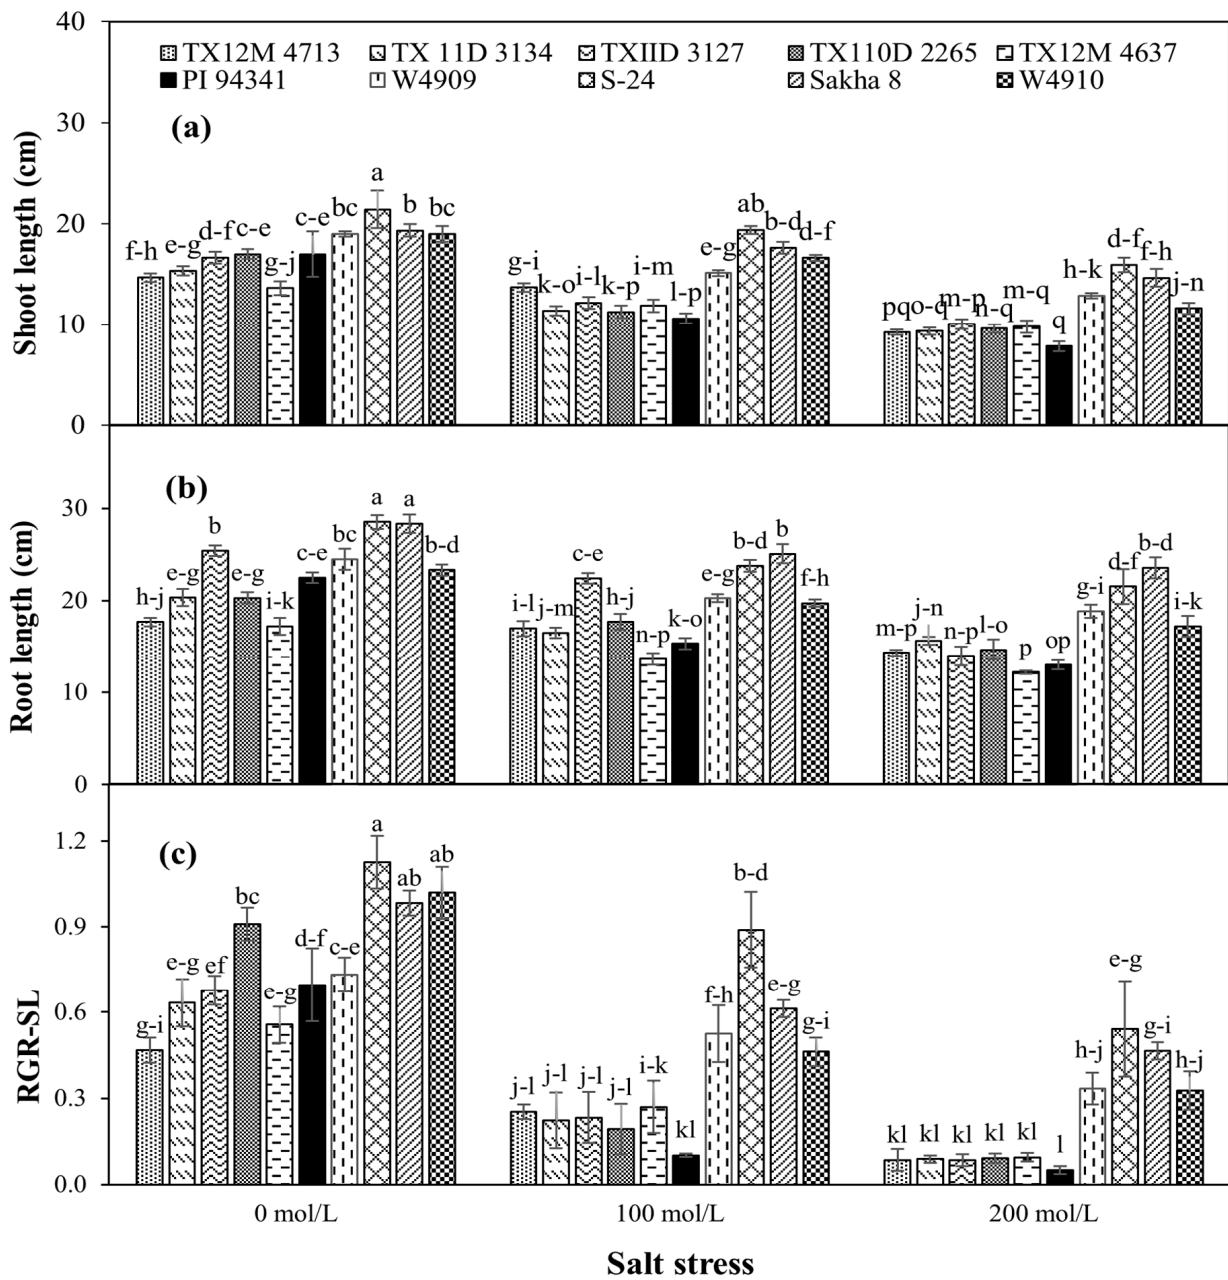 40
TX12M 4713 TX 11D 3134 TXIID 3127 TX110D 2265 TX12M 4637
PI 94341 W4909 S-24 Sakha 8 W4910
30
(a)
Shoot length (cm)
20
10
0
f-h e-g d-f c-e g-j c-e bc a b bc
g-i k-o i-l k-p i-m l-p e-g ab b-d d-f
pq o-q m-p n-q m-q q h-k d-f f-h j-n
(b)
30
Root length (cm)
20
10
0
h-j e-g b e-g i-k c-e bc a a b-d
i-l j-m c-e h-j n-p k-o e-g b-d b f-h
m-p j-n n-p l-o p op g-i d-f b-d i-k
1.2
(c)
0.9
RGR-SL
0.6
0.3
0.0
g-i e-g ef bc e-g d-f c-e a ab ab
j-l j-l j-l j-l i-k kl f-h b-d e-g g-i
kl kl kl kl kl l h-j e-g g-i h-j
0 mol/L 100 mol/L 200 mol/L
Salt stress